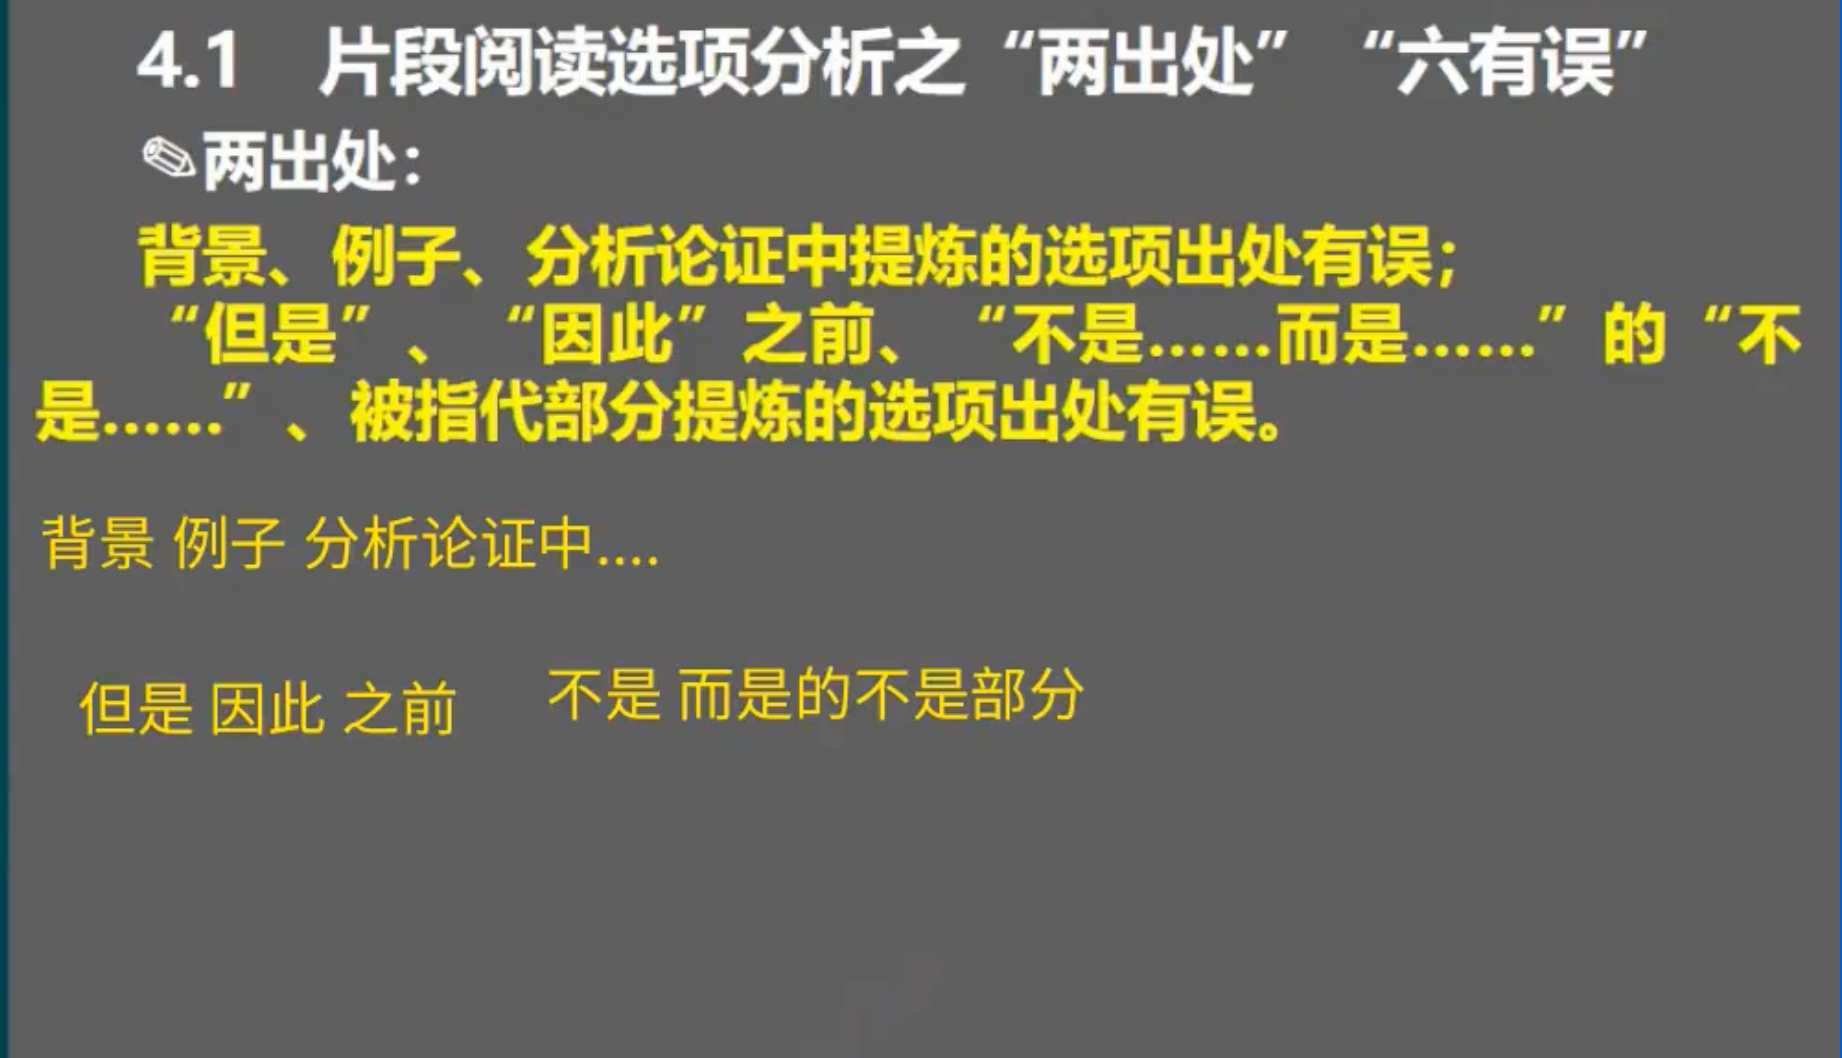 4.1 片段阅读选项分析之“两出处” “六有误”
✎两出处：
背景、例子、分析论证中提炼的选项出处有误；
“但是”、“因此”之前、“不是……而是……”的“不
是……”、被指代部分提炼的选项出处有误。
背景 例子 分析论证中....
但是 因此 之前 不是 而是的不是部分